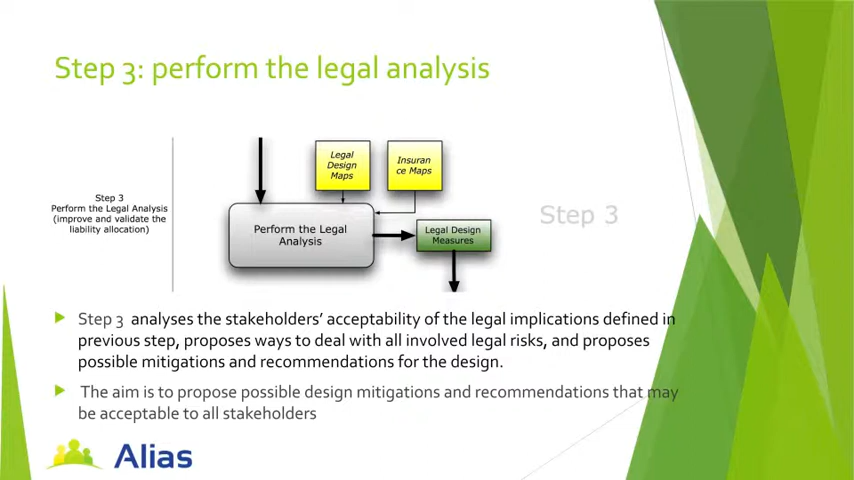 Step 3: perform the legal analysis
Legal
Design
Maps
Insuran
ce Maps
Step 3
Perform the Legal Analysis
(improve and validate the
liability allocation)
Perform the Legal
Analysis
Legal Design
Measures
Step 3
Step 3 analyses the stakeholders’ acceptability of the legal implications defined in
previous step, proposes ways to deal with all involved legal risks, and proposes
possible mitigations and recommendations for the design.
The aim is to propose possible design mitigations and recommendations that may
be acceptable to all stakeholders
Alias